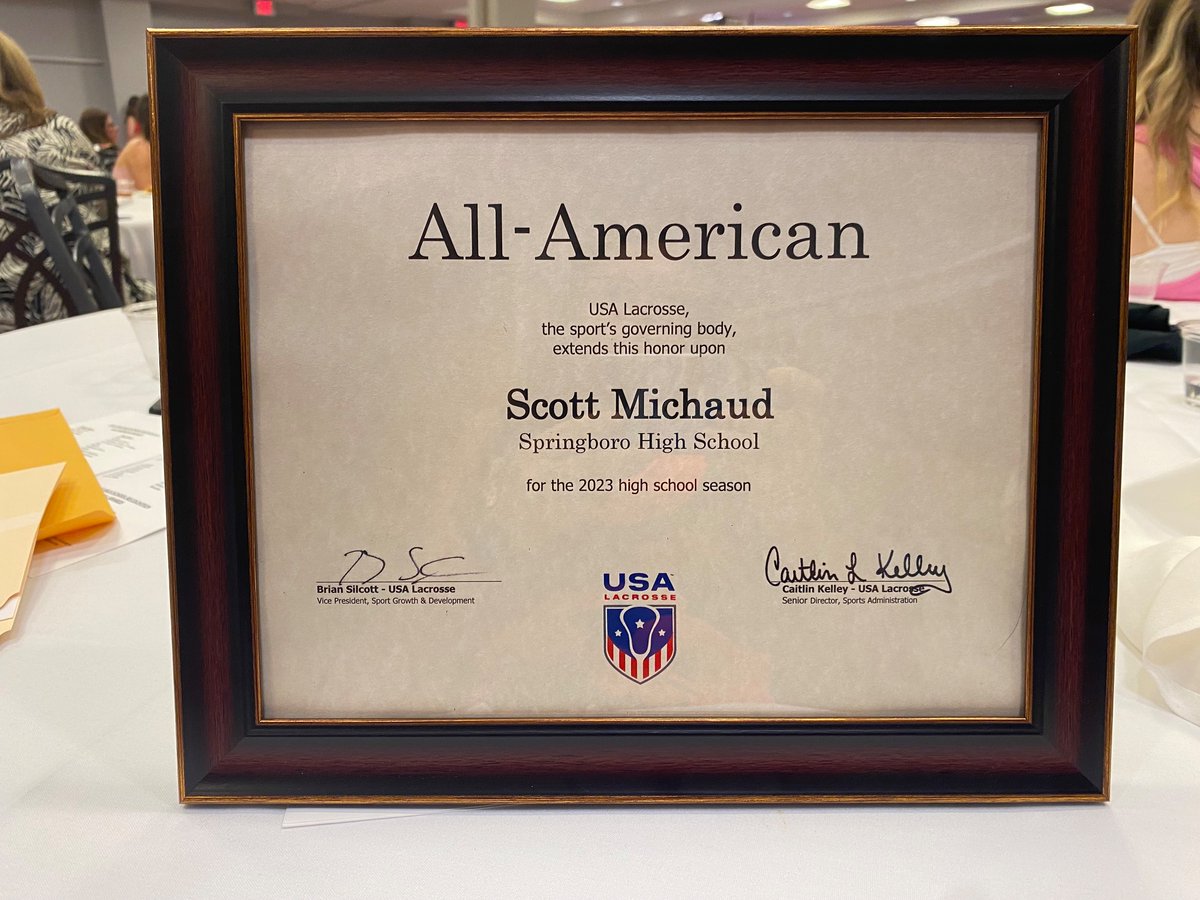 All-American
USA Lacrosse,
the sport's governing body,
extends this honor upon
Scott Michaud
Springboro High School
for the 2023 high school season
Brian Silcott - USA Lacrosse
Vice President, Sport Growth & Development
USA
LACROSSE
Caitlin L Kelley
Caitlin Kelley - USA Lacrosse
Senior Director, Sports Administration